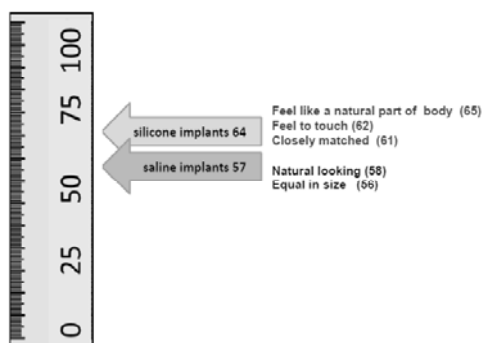 100
75
silicone implants 64
Feel like a natural part of body (65)
Feel to touch (62)
Closely matched (61)
saline implants 57
Natural looking (58)
Equal in size (56)
50
25
0